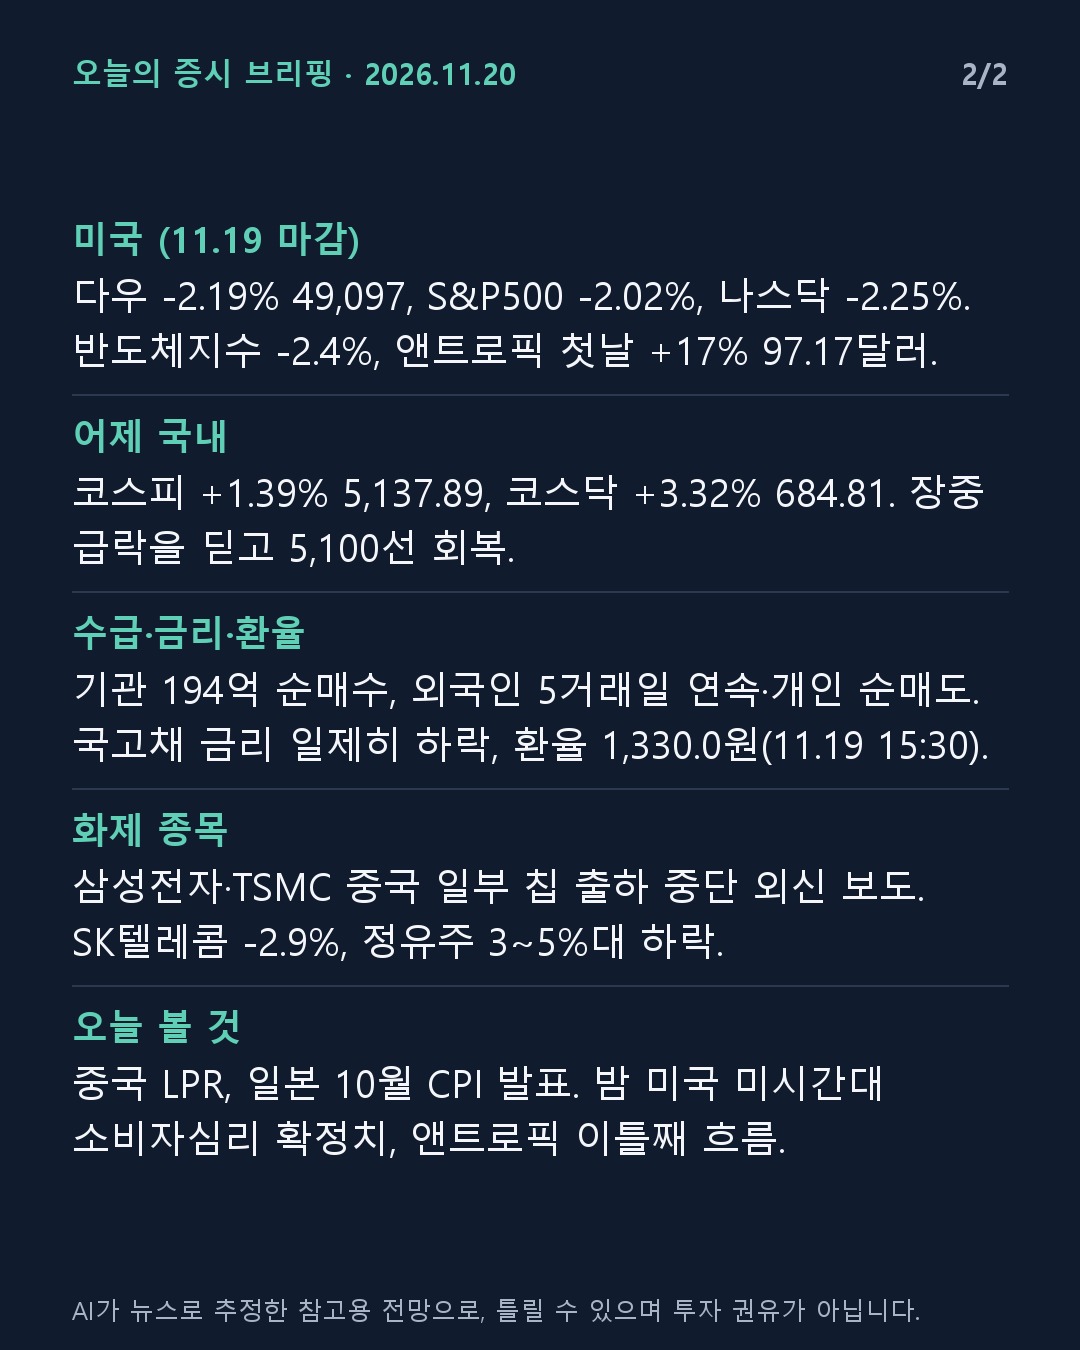 오늘의 증시 브리핑 · 2026.11.20
2/2
미국 (11.19 마감)
다우 -2.19% 49,097, S&P500 -2.02%, 나스닥 -2.25%.
반도체지수 -2.4%, 앤트로픽 첫날 +17% 97.17달러.
어제 국내
코스피 +1.39% 5,137.89, 코스닥 +3.32% 684.81. 장중
급락을 딛고 5,100선 회복.
수급·금리·환율
기관 194억 순매수, 외국인 5거래일 연속·개인 순매도.
국고채 금리 일제히 하락, 환율 1,330.0원(11.19 15:30).
화제 종목
삼성전자·TSMC 중국 일부 칩 출하 중단 외신 보도.
SK텔레콤 -2.9%, 정유주 3~5%대 하락.
오늘 볼 것
중국 LPR, 일본 10월 CPI 발표. 밤 미국 미시간대
소비자심리 확정치, 앤트로픽 이틀째 흐름.
AI가 뉴스로 추정한 참고용 전망으로, 틀릴 수 있으며 투자 권유가 아닙니다.